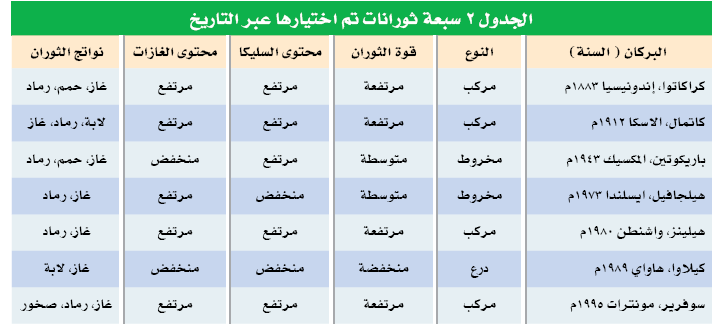 الجدول ٢ سبعة ثورانات تم اختيارها عبر التاريخ
البركان (السنة) النوع قوة الثوران محتوى السليكا محتوى الغازات نواتج الثوران
كراكاتوا، إندونيسيا ١٨٨٣م مركب مرتفعة مرتفع مرتفع غاز، حمم، رماد
كاتمال، الاسكا ١٩١٢م مركب مرتفعة مرتفع مرتفع لابة، رماد، غاز
باريكوتين، المكسيك ١٩٤٣م مخروط متوسطة مرتفع منخفض غاز، حمم، رماد
هيلجافيل، ايسلندا ١٩٧٣م مخروط متوسطة منخفض مرتفع غاز، رماد
هيلينز، واشنطن ١٩٨٠م مركب مرتفعة مرتفع مرتفع غاز، رماد
كيلاوا، هاواي ١٩٨٩م درع منخفضة منخفض منخفض غاز، لابة
سوفرير، مونترات ١٩٩٥م مركب مرتفعة مرتفع مرتفع غاز، رماد، صخور